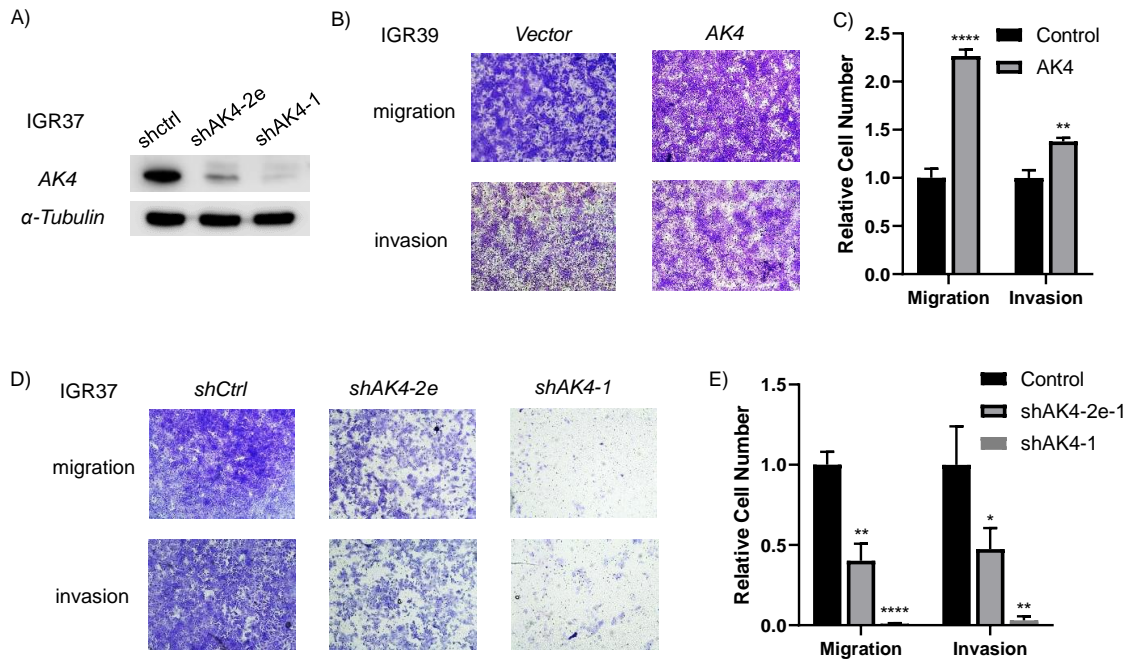 A)
IGR37
shctrl
shAK4-2e
shAK4-1
AK4
α-Tubulin
B)
IGR39
Vector
AK4
migration
invasion
C)
Relative Cell Number
2.5
2.0
1.5
1.0
0.5
0.0
****
**
Control
AK4
Migration
Invasion
D)
IGR37
shCtrl
shAK4-2e
shAK4-1
migration
invasion
E)
Relative Cell Number
1.5
1.0
0.5
0.0
**
****
*
**
Control
shAK4-2e-1
shAK4-1
Migration
Invasion